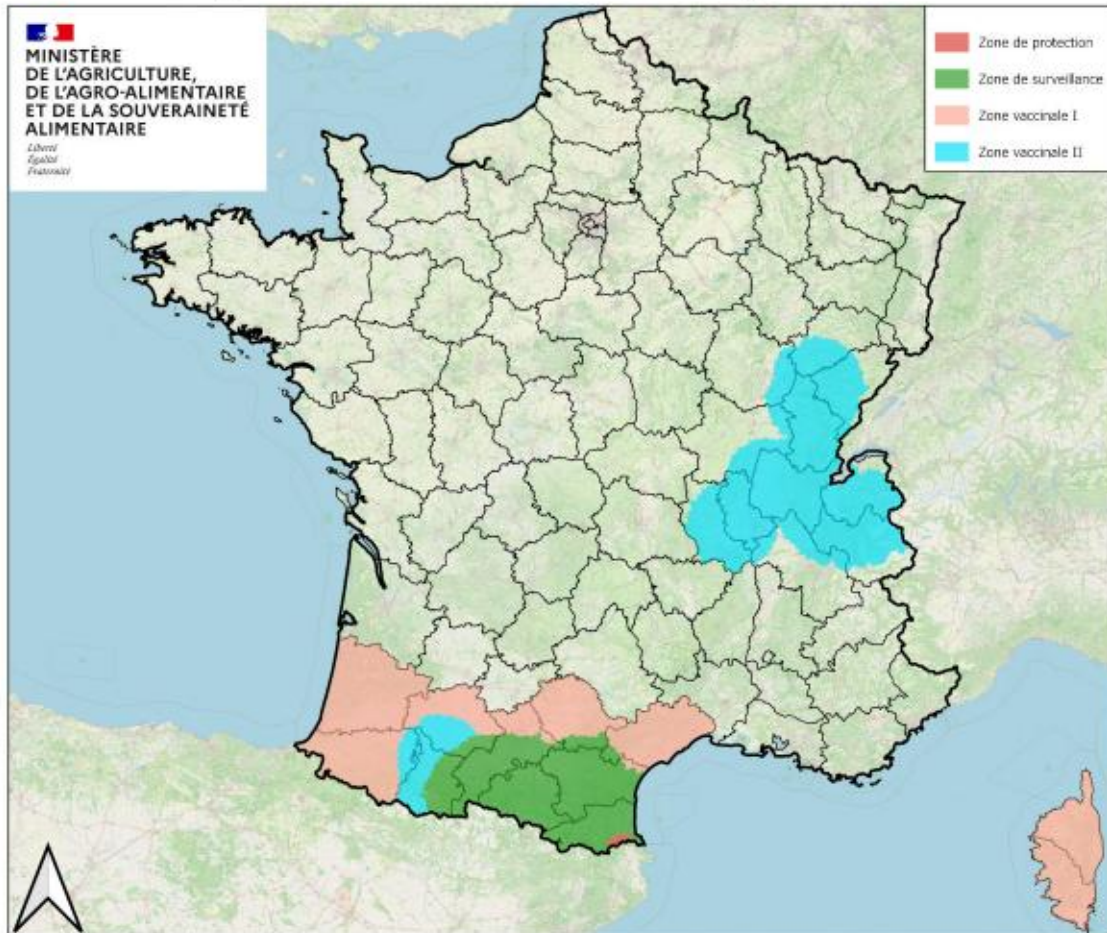 MINISTÈRE
DE L'AGRICULTURE,
DE L'AGRO-ALIMENTAIRE
ET DE LA SOUVERAINETÉ
ALIMENTAIRE
Liberté
Égalité
Fraternité
Zone de protection
Zone de surveillance
Zone vaccinale I
Zone vaccinale II